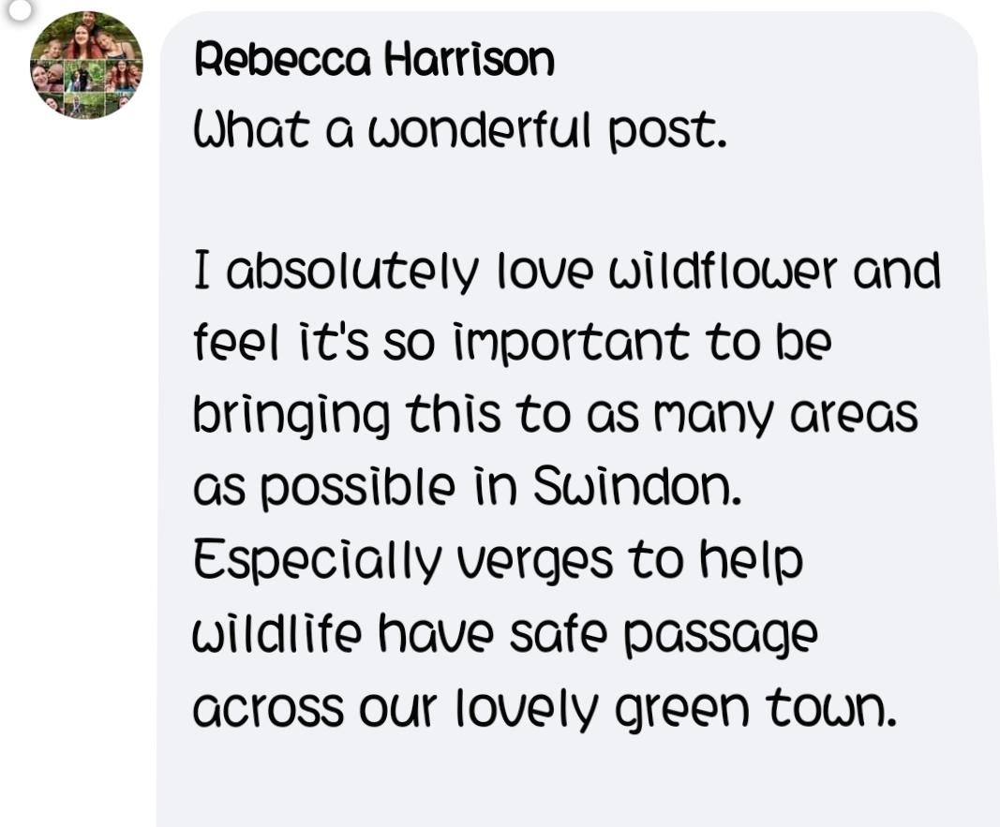 Rebecca Harrison
What a wonderful post.
I absolutely love wildflower and
feel it's so important to be
bringing this to as many areas
as possible in Swindon.
Especially verges to help
wildlife have safe passage
across our lovely green town.